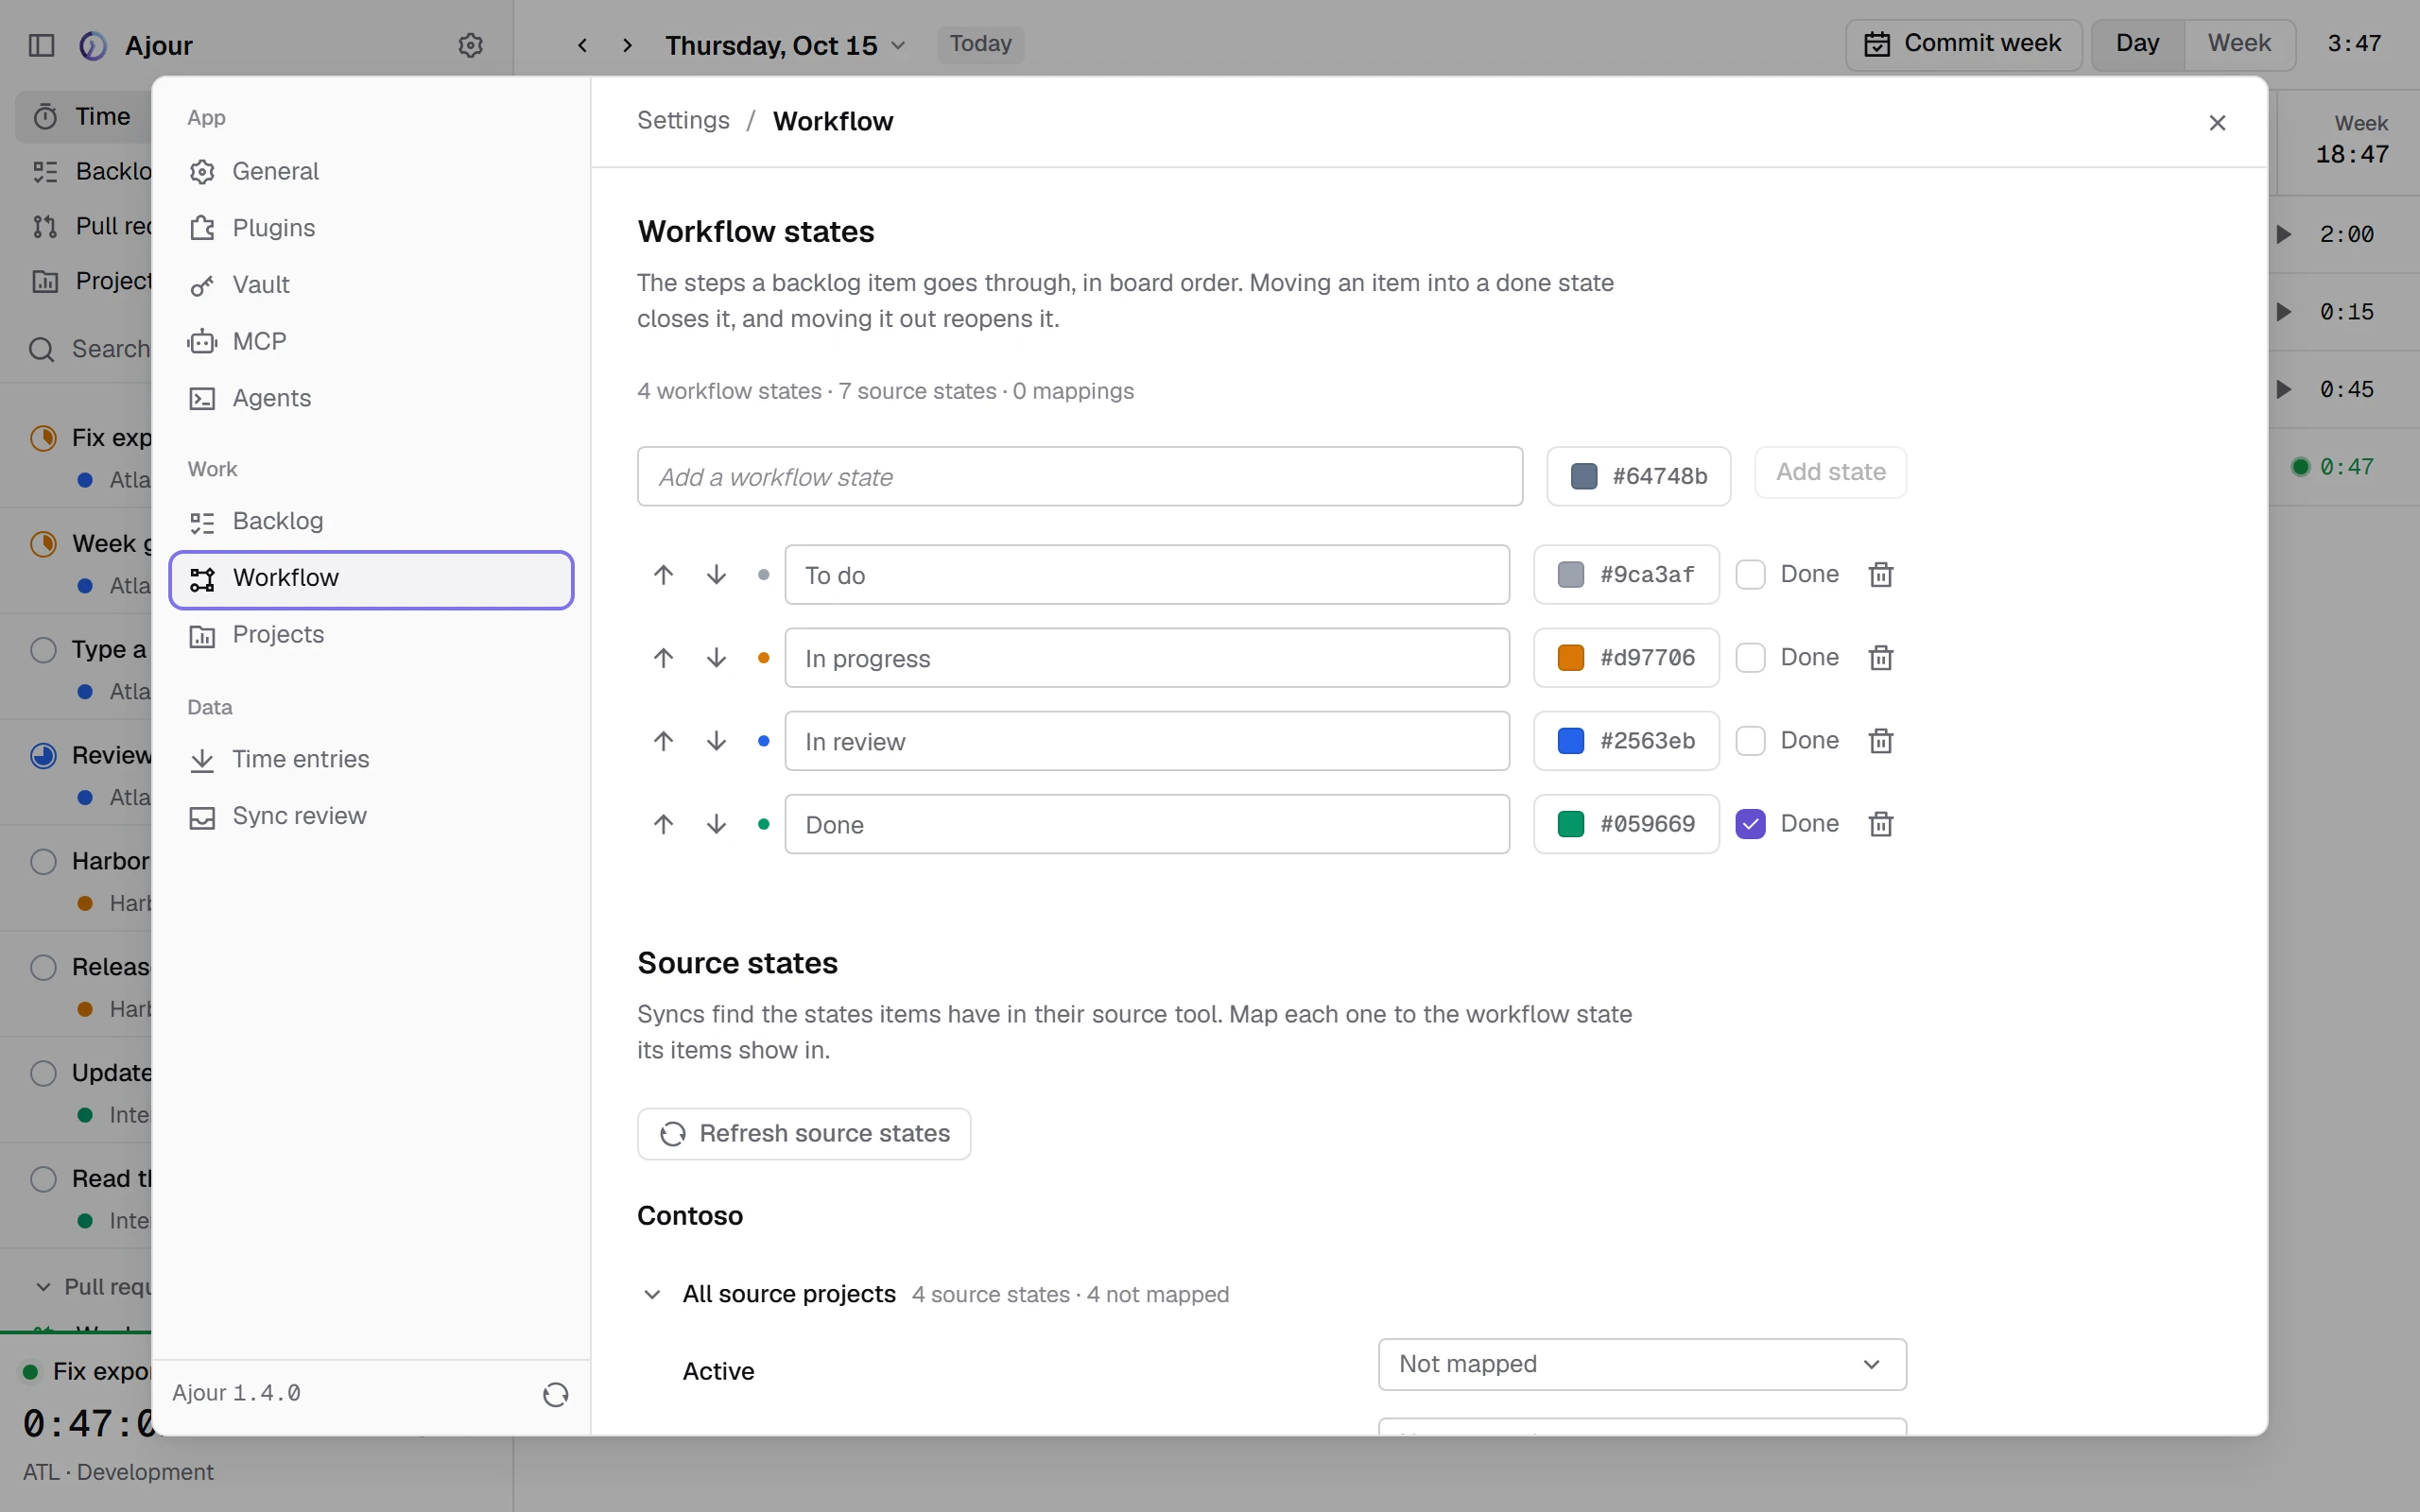 Ajour
Thursday, Oct 15
Today
Commit week
Day
Week
3:47
Time
Backlo
Pull rec
Project
Search
Fix exp
Atla
Week g
Atla
Type a
Atla
Review
Atla
Harbor
Harb
Releas
Harb
Update
Inte
Read th
Inte
Pull requ
Fix expor
0:47:0
ATL · Development
App
General
Plugins
Vault
MCP
Agents
Work
Backlog
Workflow
Projects
Data
Time entries
Sync review
Ajour 1.4.0
Settings / Workflow
Workflow states
The steps a backlog item goes through, in board order. Moving an item into a done state
closes it, and moving it out reopens it.
4 workflow states · 7 source states · 0 mappings
Add a workflow state
#64748b
Add state
To do
#9ca3af
Done
In progress
#d97706
Done
In review
#2563eb
Done
Done
#059669
Done
Source states
Syncs find the states items have in their source tool. Map each one to the workflow state
its items show in.
Refresh source states
Contoso
All source projects 4 source states · 4 not mapped
Active
Not mapped
Week
18:47
2:00
0:15
0:45
0:47